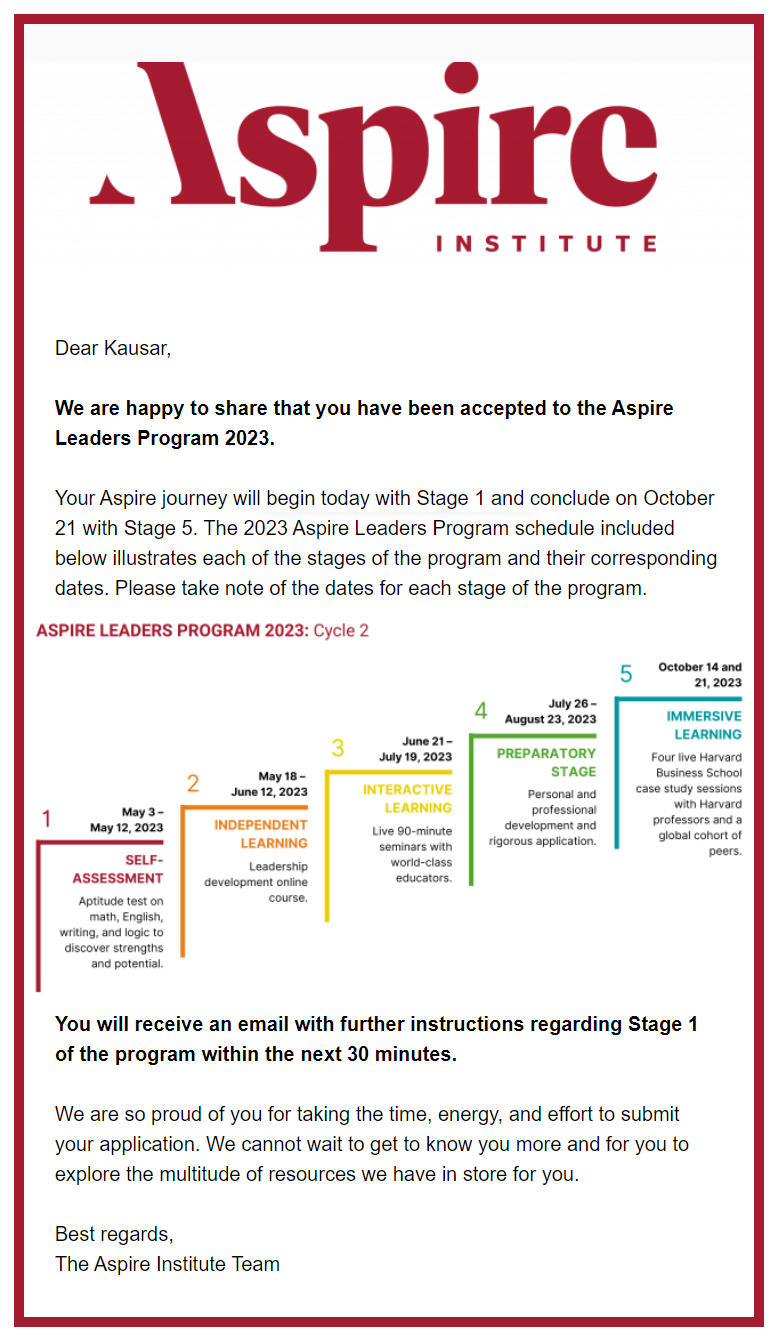 Aspire
INSTITUTE
Dear Kausar,
We are happy to share that you have been accepted to the Aspire
Leaders Program 2023.
Your Aspire journey will begin today with Stage 1 and conclude on October
21 with Stage 5. The 2023 Aspire Leaders Program schedule included
below illustrates each of the stages of the program and their corresponding
dates. Please take note of the dates for each stage of the program.
ASPIRE LEADERS PROGRAM 2023: Cycle 2
1
May 3 –
May 12, 2023
SELF-
ASSESSMENT
Aptitude test on
math, English,
writing, and logic to
discover strengths
and potential.
2
May 18 –
June 12, 2023
INDEPENDENT
LEARNING
Leadership
development online
course.
3
June 21 –
July 19, 2023
INTERACTIVE
LEARNING
Live 90-minute
seminars with
world-class
educators.
4
July 26 –
August 23, 2023
PREPARATORY
STAGE
Personal and
professional
development and
rigorous application.
5
October 14 and
21, 2023
IMMERSIVE
LEARNING
Four live Harvard
Business School
case study sessions
with Harvard
professors and a
global cohort of
peers.
You will receive an email with further instructions regarding Stage 1
of the program within the next 30 minutes.
We are so proud of you for taking the time, energy, and effort to submit
your application. We cannot wait to get to know you more and for you to
explore the multitude of resources we have in store for you.
Best regards,
The Aspire Institute Team